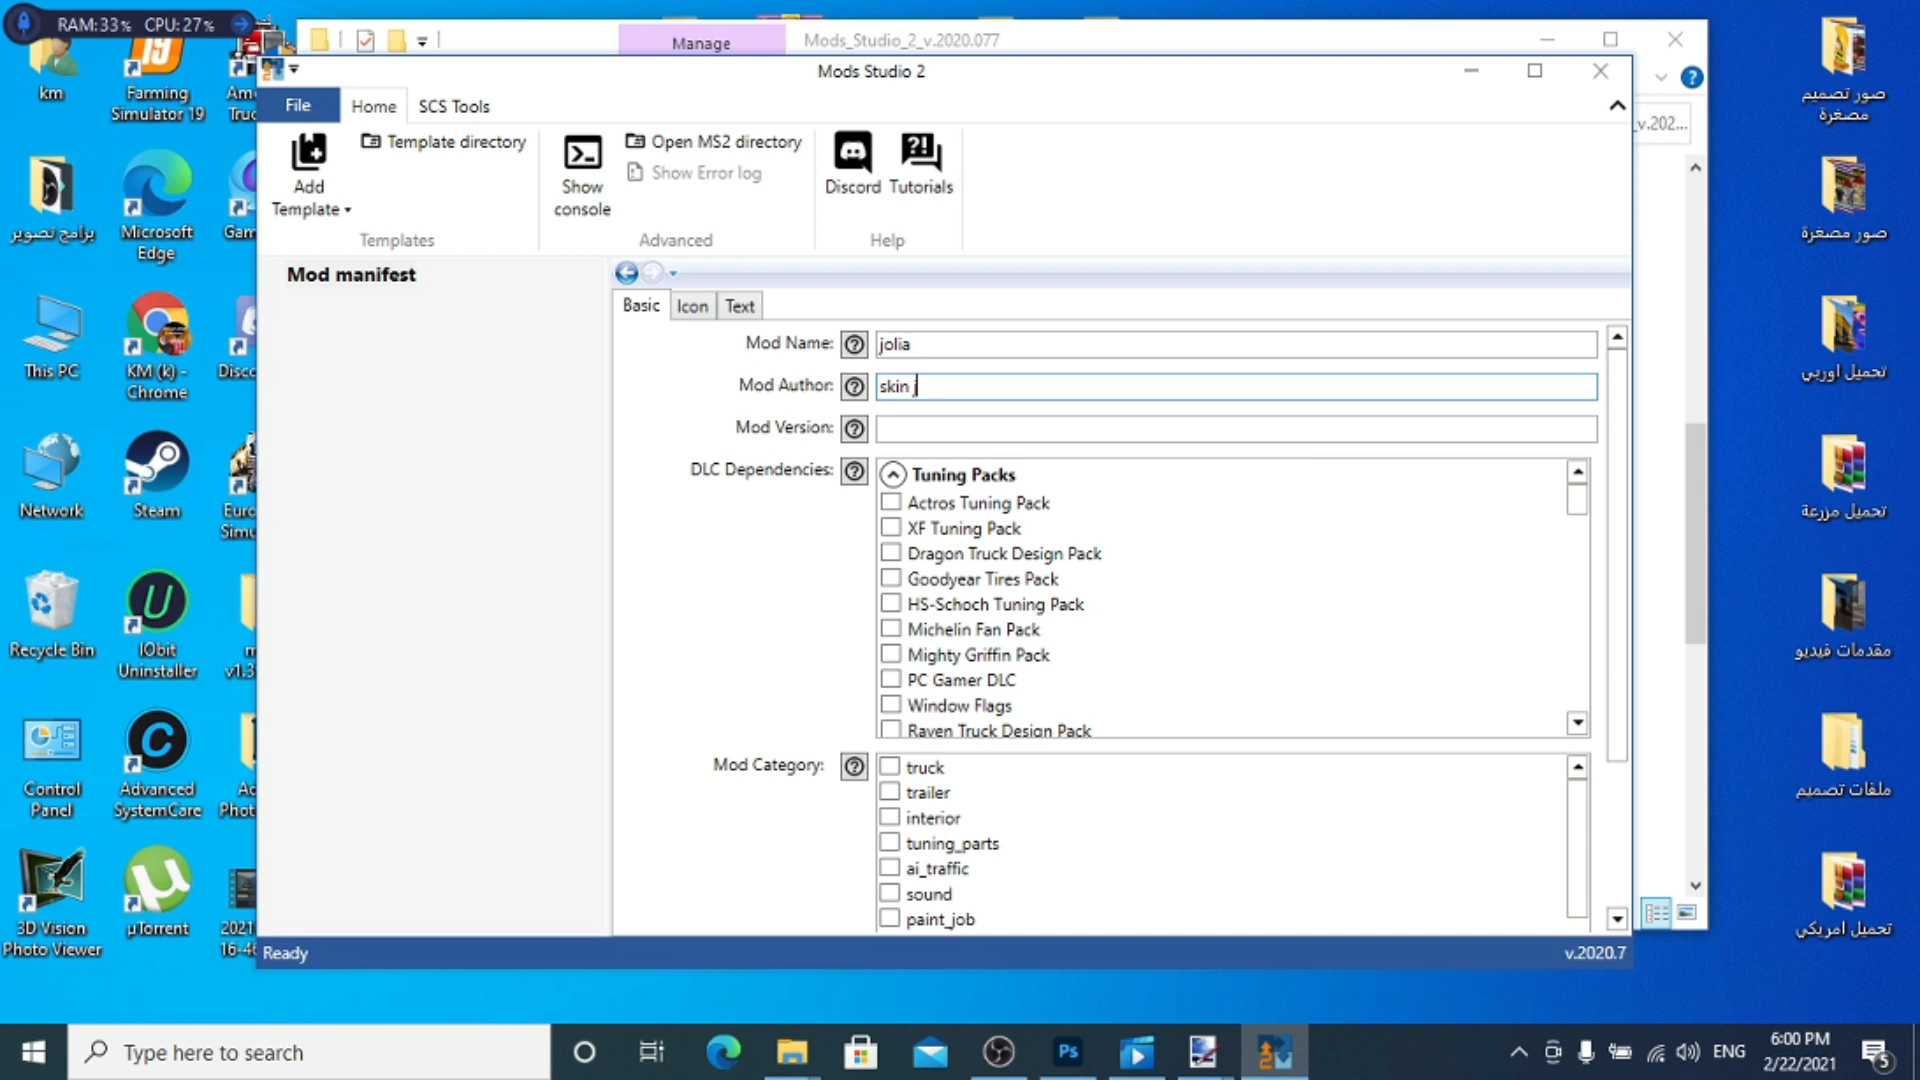 RAM:33% CPU:27%
Manage
Mods_Studio_2_v.2020.077
Mods Studio 2
_v.202...
File
Home
SCS Tools
Add Template
Template directory
Templates
Show console
Open MS2 directory
Show Error log
Advanced
Discord
Tutorials
Help
Mod manifest
Basic
Icon
Text
Mod Name:
jolia
Mod Author:
skin j
Mod Version:
DLC Dependencies:
Tuning Packs
Actros Tuning Pack
XF Tuning Pack
Dragon Truck Design Pack
Goodyear Tires Pack
HS-Schoch Tuning Pack
Michelin Fan Pack
Mighty Griffin Pack
PC Gamer DLC
Window Flags
Raven Truck Design Pack
Mod Category:
truck
trailer
interior
tuning_parts
ai_traffic
sound
paint_job
Ready
v.2020.7
km
Farming Simulator 19
برامج تصوير
Microsoft Edge
This PC
KM (k) - Chrome
Network
Steam
Recycle Bin
IObit Uninstaller
Control Panel
Advanced SystemCare
3D Vision Photo Viewer
µTorrent
2021
صور تصميم مصغرة
صور مصغرة
تحميل اوربي
تحميل مزرعة
مقدمات فيديو
ملفات تصميم
تحميل امريكي
Type here to search
Ps
ENG
6:00 PM
2/22/2021
5